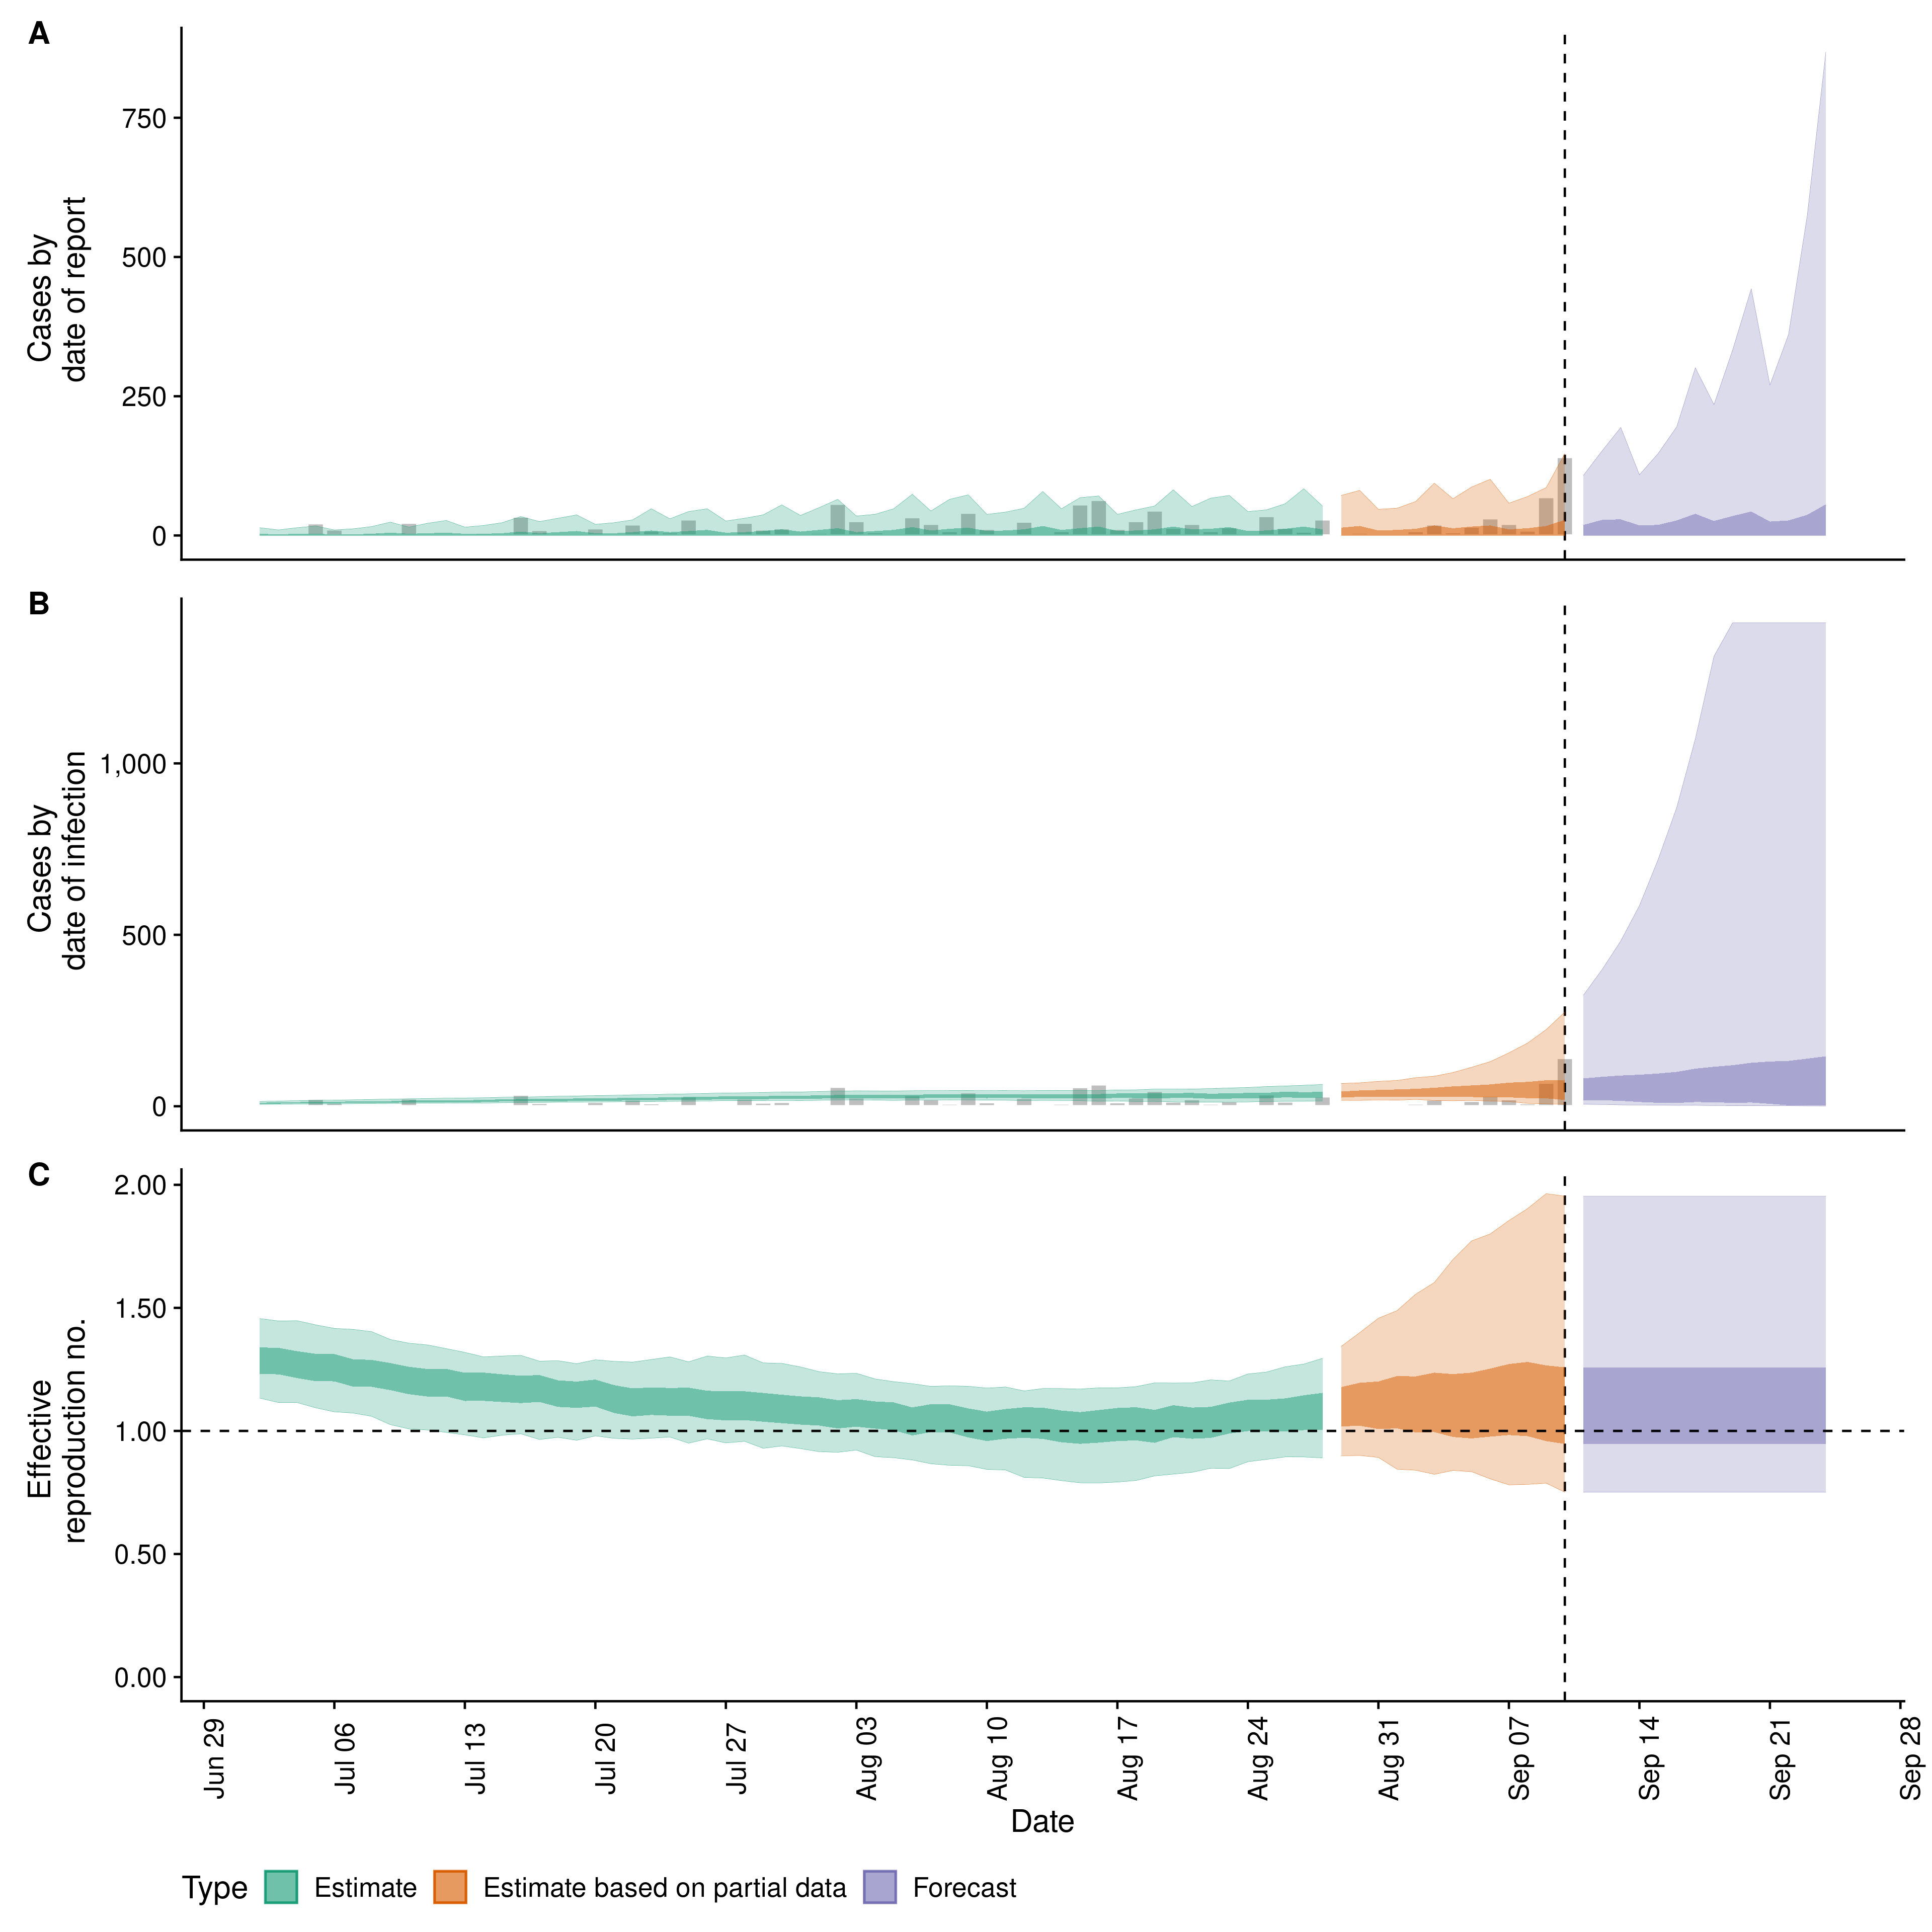 A
Cases by
date of report
750
500
250
0
B
Cases by
date of infection
1,000
500
0
C
Effective
reproduction no.
2.00
1.50
1.00
0.50
0.00
Jun 29
Jul 06
Jul 13
Jul 20
Jul 27
Aug 03
Aug 10
Aug 17
Aug 24
Aug 31
Sep 07
Sep 14
Sep 21
Sep 28
Date
Type
Estimate
Estimate based on partial data
Forecast